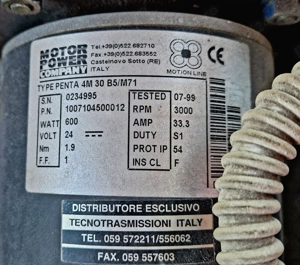 MOTOR
POWER
COMPANY
Tel.+39(0)522.682710
Fax.+39(0)522.683552
Castelnovo Sotto (RE)
ITALY
MOTION LINE
TYPE PENTA 4M 30 B5/M71
S.N. 0234995 TESTED 07-99
P.N. 1007104500012 RPM 3000
WATT 600 AMP 33.3
VOLT 24 DUTY S1
Nm 1.9 PROT IP 54
F.F. 1 INS CL F
DISTRIBUTORE ESCLUSIVO
TECNOTRASMISSIONI ITALY
TEL. 059 572211/556062
FAX. 059 557603